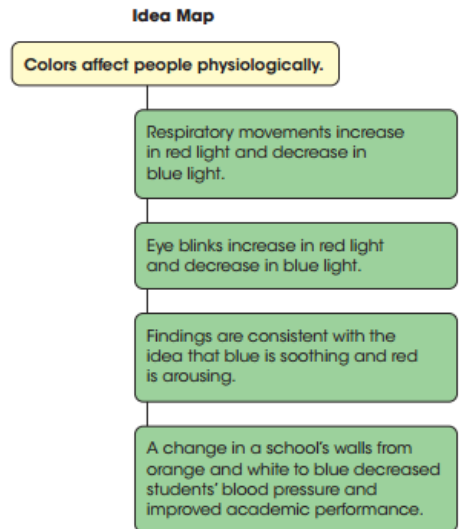 Idea Map
Colors affect people physiologically.
Respiratory movements increase
in red light and decrease in
blue light.
Eye blinks increase in red light
and decrease in blue light.
Findings are consistent with the
idea that blue is soothing and red
is arousing.
A change in a school's walls from
orange and white to blue decreased
students' blood pressure and
improved academic performance.